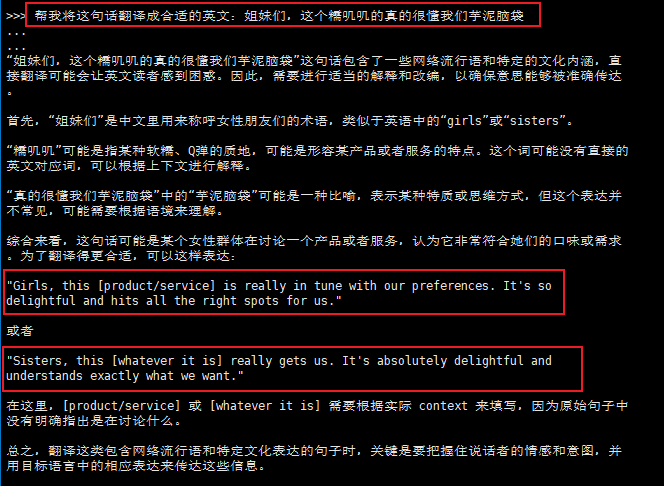 >>> 帮我将这句话翻译成合适的英文：姐妹们，这个糯叽叽的真的很懂我们芋泥脑袋
...
...
“姐妹们，这个糯叽叽的真的很懂我们芋泥脑袋”这句话包含了一些网络流行语和特定的文化内涵，直
接翻译可能会让英文读者感到困惑。因此，需要进行适当的解释和改编，以确保意思能够被准确传达
。
首先，“姐妹们”是中文里用来称呼女性朋友们的术语，类似于英语中的“girls”或“sisters”。
“糯叽叽”可能是指某种软糯、Q弹的质地，可能是形容某产品或者服务的特点。这个词可能没有直接的
英文对应词，可以根据上下文进行解释。
“真的很懂我们芋泥脑袋”中的“芋泥脑袋”可能是一种比喻，表示某种特质或思维方式，但这个表达并
不常见，可能需要根据语境来理解。
综合来看，这句话可能是某个女性群体在讨论一个产品或者服务，认为它非常符合她们的口味或需求
。为了翻译得更合适，可以这样表达：
"Girls, this [product/service] is really in tune with our preferences. It's so
delightful and hits all the right spots for us."
或者
"Sisters, this [whatever it is] really gets us. It's absolutely delightful and
understands exactly what we want."
在这里，[product/service] 或 [whatever it is] 需要根据实际 context 来填写，因为原始句子中
没有明确指出是在讨论什么。
总之，翻译这类包含网络流行语和特定文化表达的句子时，关键是要把握住说话者的情感和意图，并
用目标语言中的相应表达来传达这些信息。